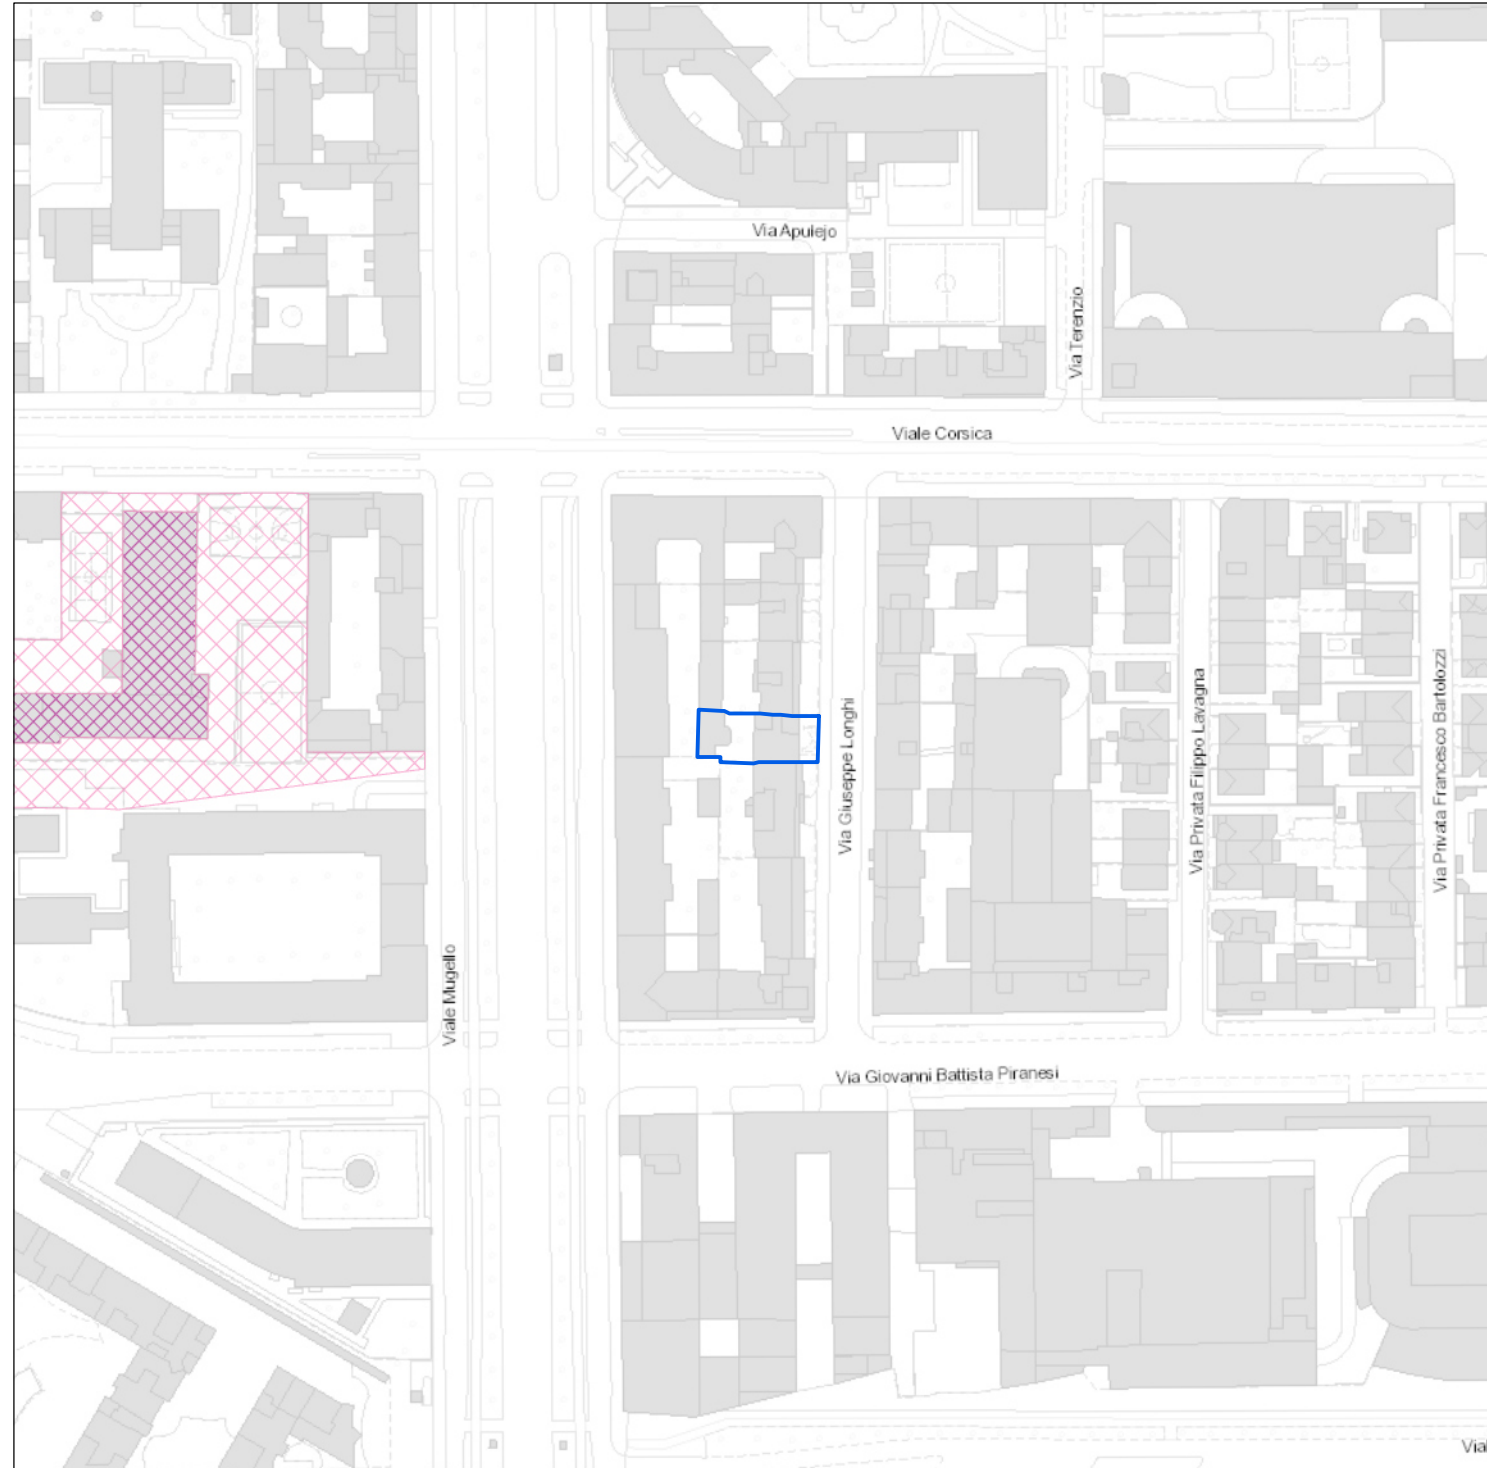 Via Apulejo
Via Terenzio
Viale Corsica
Via Giuseppe Longhi
Via Privata Filippo Lavagna
Via Privata Francesco Bartolozzi
Viale Mugello
Via Giovanni Battista Piranesi
Vial